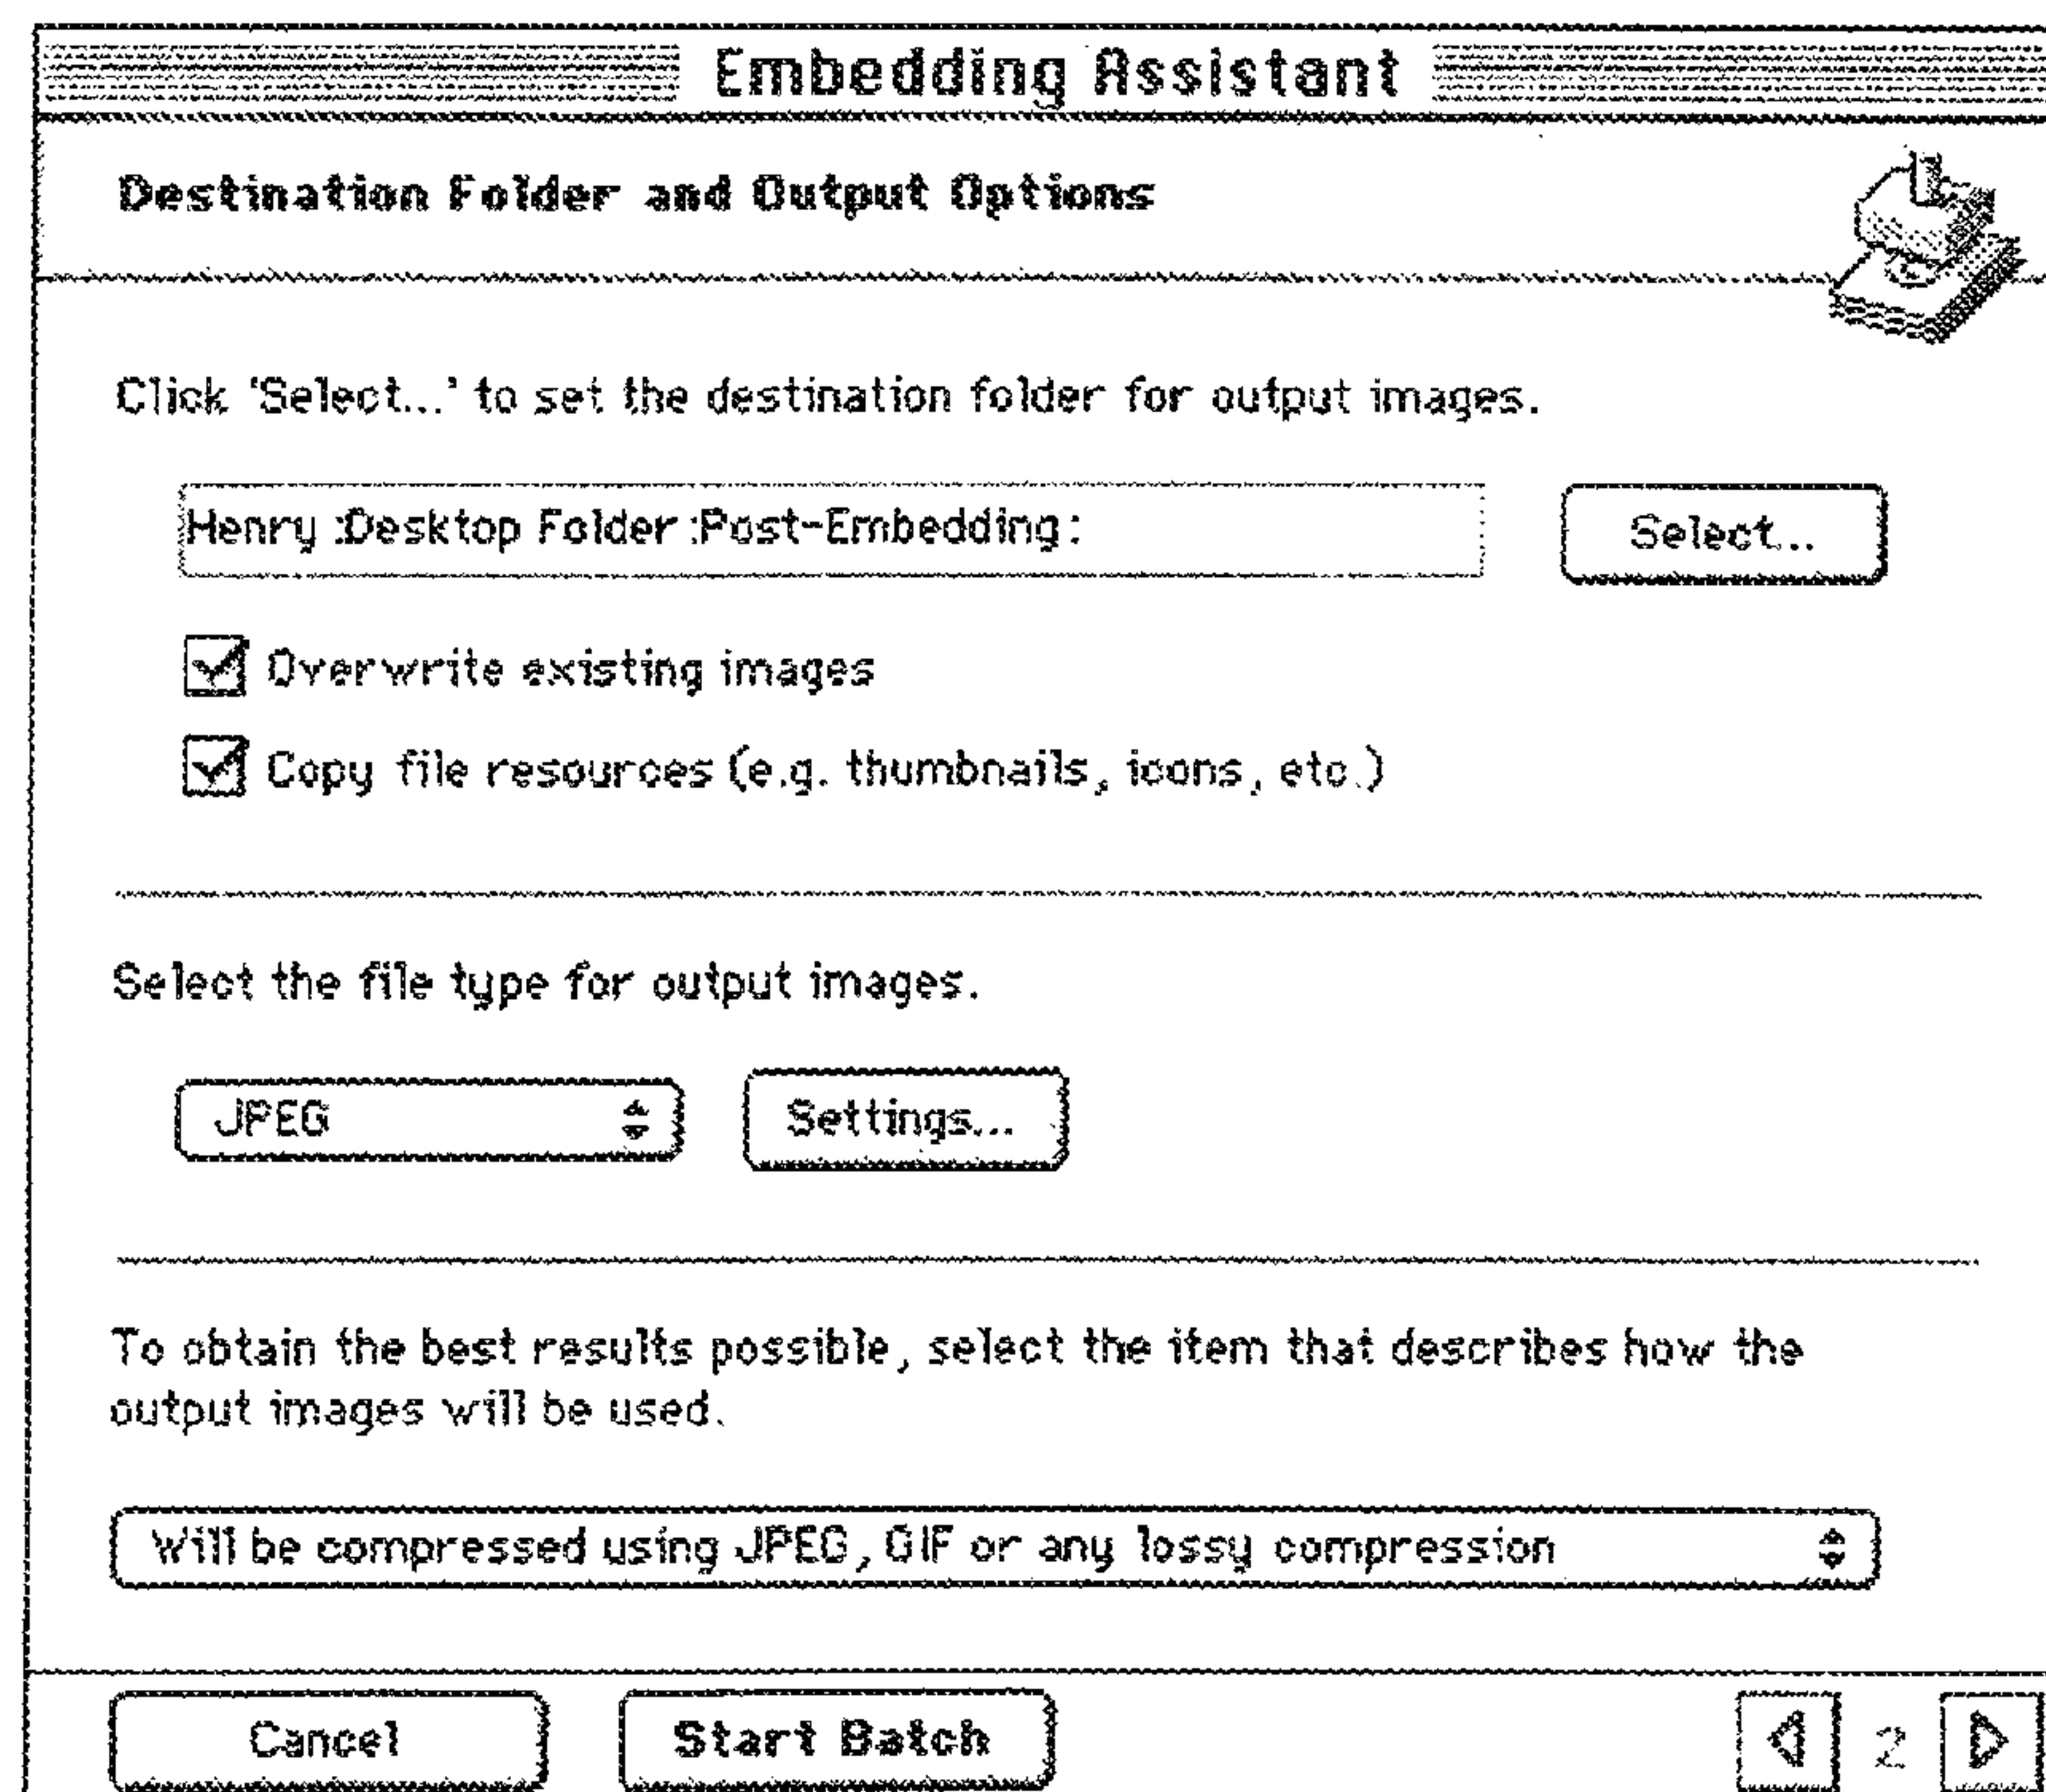 Embedding Assistant
Destination Folder and Output Options
Click 'Select...' to set the destination folder for output images.
Henry :Desktop Folder :Post-Embedding :
Select...
Overwrite existing images
Copy file resources (e.g. thumbnails, icons, etc.)
Select the file type for output images.
JPEG
Settings...
To obtain the best results possible, select the item that describes how the
output images will be used.
Will be compressed using JPEG, GIF or any lossy compression
Cancel
Start Batch
2